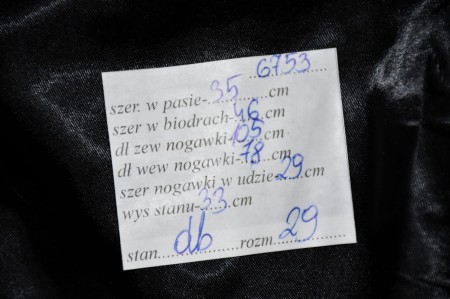 ..6753............
szer. w pasie-.35............cm
szer w biodrach-.46.....cm
dl zew nogawki-105.....cm
dł wew nogawki-.78....cm
szer nogawki w udzie.29...cm
wys stanu-.33.cm
stan...db..............rozm...29..........